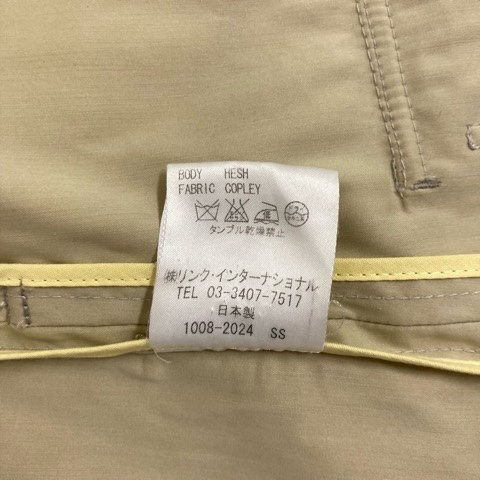 BODY HESH
FABRIC COPLEY
タンブル乾燥禁止
㈱リンク・インターナショナル
TEL 03-3407-7517
日本製
1008-2024 SS